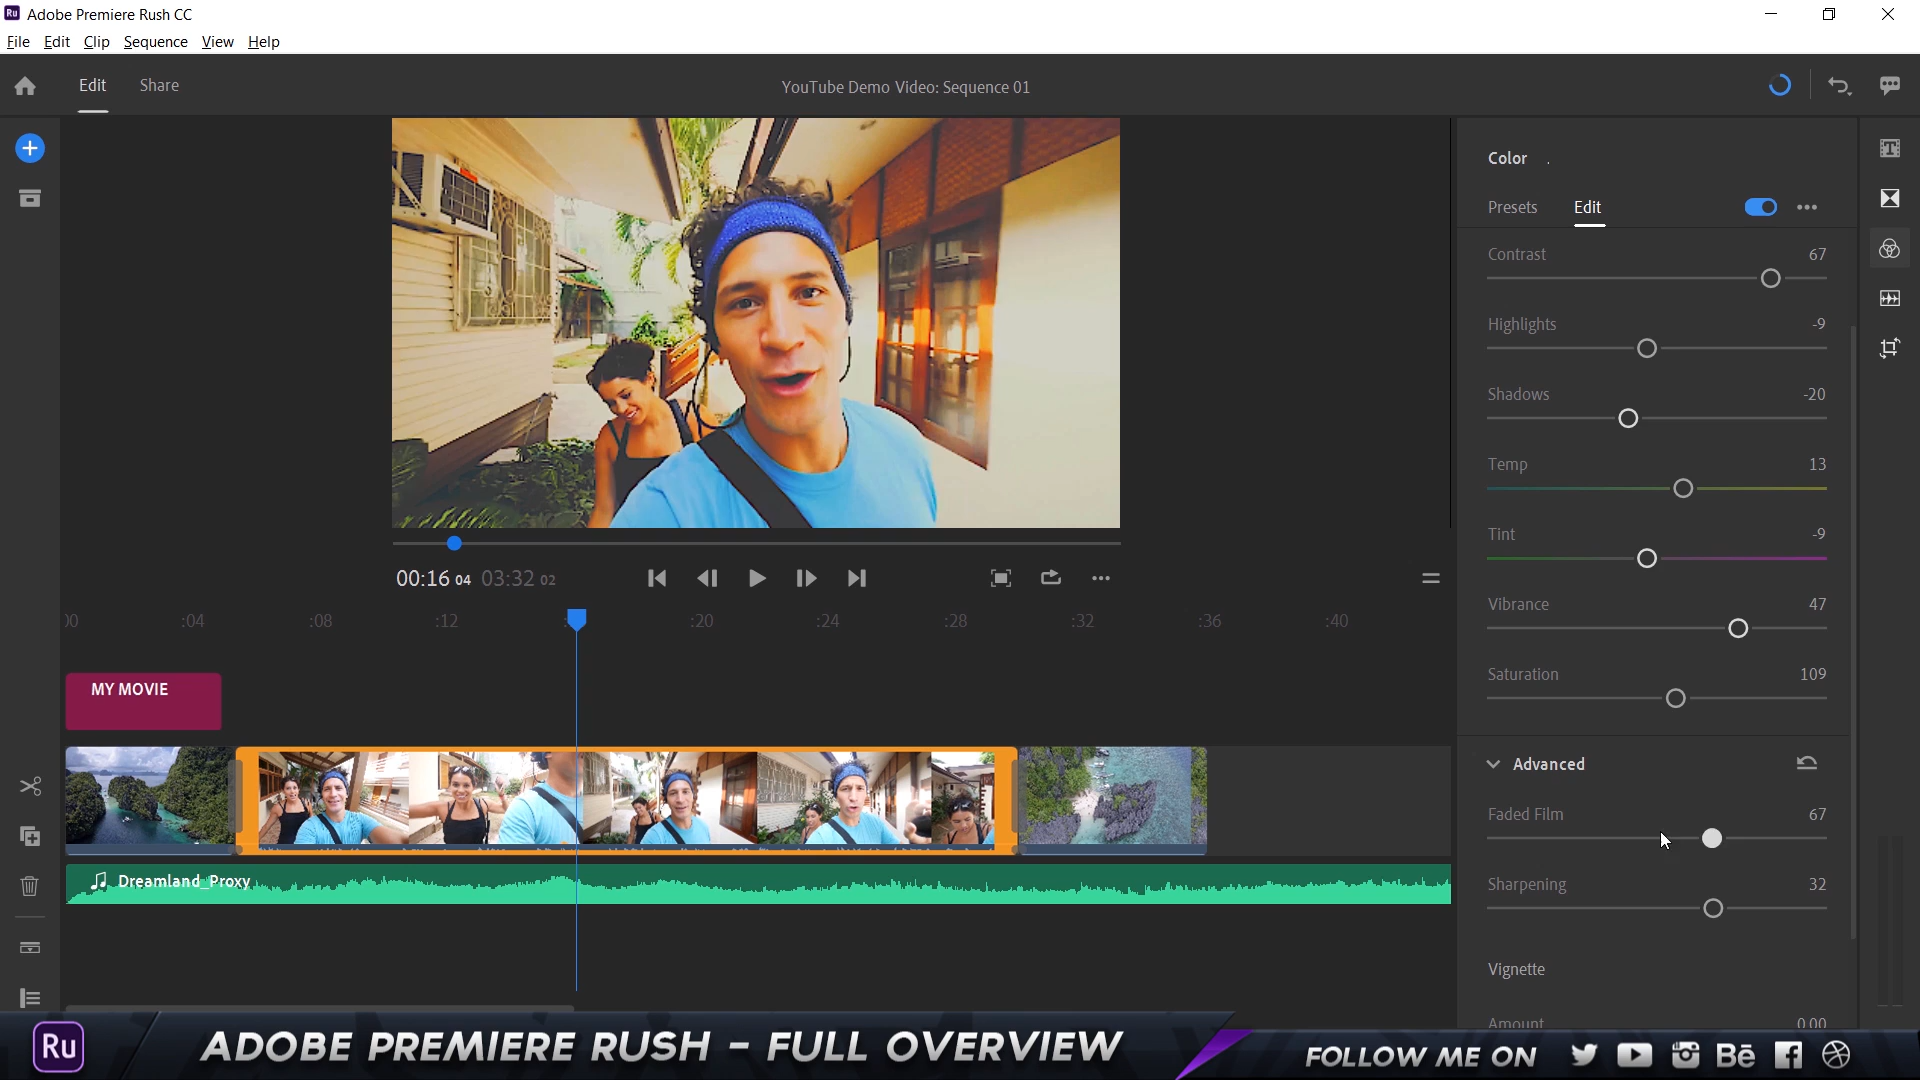 Ru Adobe Premiere Rush CC
File Edit Clip Sequence View Help
Edit Share YouTube Demo Video: Sequence 01
Color
Presets Edit
Contrast 67
Highlights -9
Shadows -20
Temp 13
Tint -9
Vibrance 47
Saturation 109
Advanced
Faded Film 67
Sharpening 32
Vignette
Amount 0.00
00:16 04 03:32 02
:04 :08 :12 :20 :24 :28 :32 :36 :40
MY MOVIE
Dreamland_Proxy
Ru ADOBE PREMIERE RUSH - FULL OVERVIEW
FOLLOW ME ON Bē